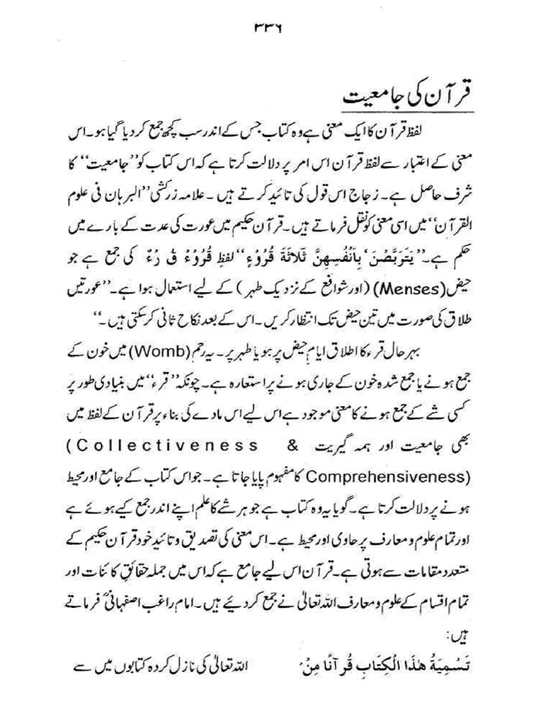 ۳۳۶
قرآن کی جامعیت
لفظ قرآن کا ایک معنی ہے وہ کتاب جس کے اندر سب کچھ جمع کر دیا گیا ہو۔ اس
معنی کے اعتبار سے لفظ قرآن اس امر پر دلالت کرتا ہے کہ اس کتاب کو ”جامعیت“ کا
شرف حاصل ہے۔ زجاج اس قول کی تائید کرتے ہیں۔ علامہ زرکشی ”البرہان فی علوم
القرآن“ میں اسی معنی کو نقل فرماتے ہیں۔ قرآن حکیم میں عورت کی عدت کے بارے میں
حکم ہے۔ ”یَتَرَبَّصْنَ بِاَنْفُسِهِنَّ ثَلاثَةَ قُرُوْءٍ“ لفظ قُرُوْءٍ قُ رْءٌ کی جمع ہے جو
حیض (Menses) (اور شوافع کے نزدیک طہر) کے لیے استعمال ہوا ہے۔ ”عورتیں
طلاق کی صورت میں تین حیض تک انتظار کریں۔ اس کے بعد نکاح ثانی کر سکتی ہیں۔“
بہر حال قرء کا اطلاق ایام حیض پر ہو یا طہر پر۔ یہ رحم (Womb) میں خون کے
جمع ہونے یا جمع شدہ خون کے جاری ہونے پر استعارہ ہے۔ چونکہ ”قرء“ میں بنیادی طور پر
کسی شے کے جمع ہونے کا معنی موجود ہے اس لیے اس مادے کی بناء پر قرآن کے لفظ میں
بھی جامعیت اور ہمہ گیریت (Collectiveness &
Comprehensiveness) کا مفہوم پایا جاتا ہے۔ جو اس کتاب کے جامع اور محیط
ہونے پر دلالت کرتا ہے۔ گویا یہ وہ کتاب ہے جو ہر شے کا علم اپنے اندر جمع کیے ہوئے ہے
اور تمام علوم و معارف پر حاوی اور محیط ہے۔ اس معنی کی تصدیق و تائید خود قرآن حکیم کے
متعدد مقامات سے ہوتی ہے۔ قرآن اس لیے جامع ہے کہ اس میں جملہ حقائق کائنات اور
تمام اقسام کے علوم و معارف اللہ تعالیٰ نے جمع کر دیئے ہیں۔ امام راغب اصفہانیؒ فرماتے
ہیں:
تَسْمِیَةُ هٰذَا الْكِتَابِ قُرْآنًا مِنْ اللہ تعالیٰ کی نازل کردہ کتابوں میں سے